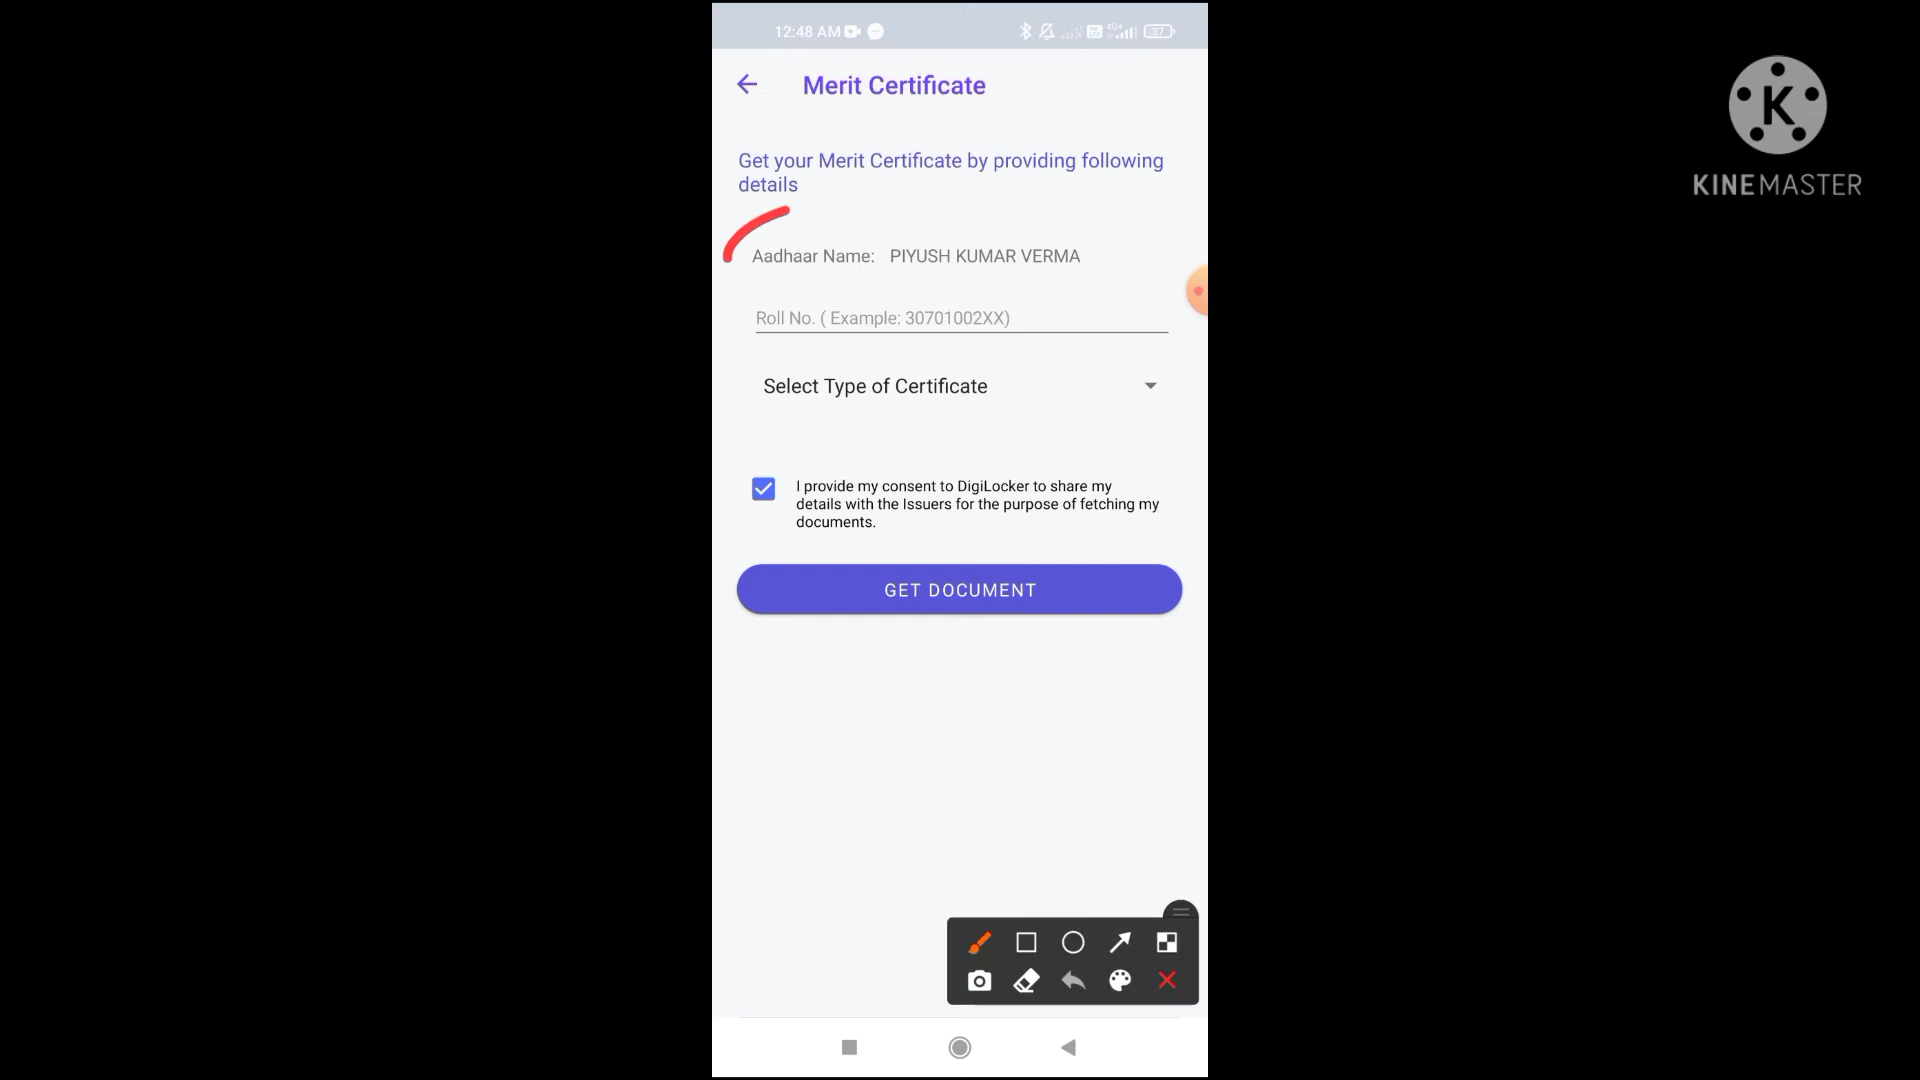 12:48 AM
4G+
37
Merit Certificate
Get your Merit Certificate by providing following
details
Aadhaar Name: PIYUSH KUMAR VERMA
Roll No. ( Example: 30701002XX)
Select Type of Certificate
I provide my consent to DigiLocker to share my
details with the Issuers for the purpose of fetching my
documents.
GET DOCUMENT
K
KINEMASTER